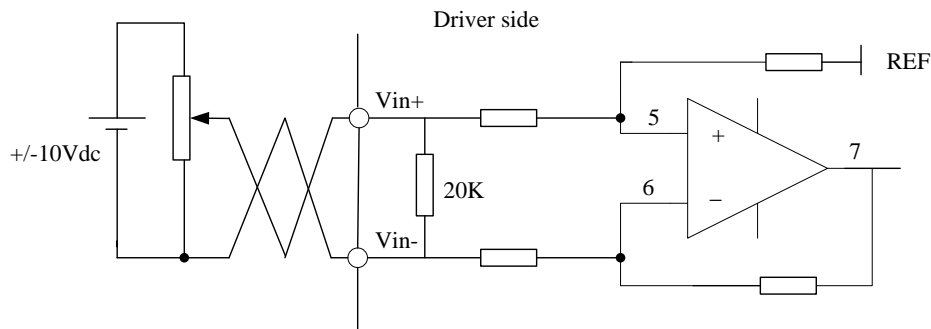 Driver side
REF
Vin+
5
+
7
+/-10Vdc
20K
6
−
Vin-